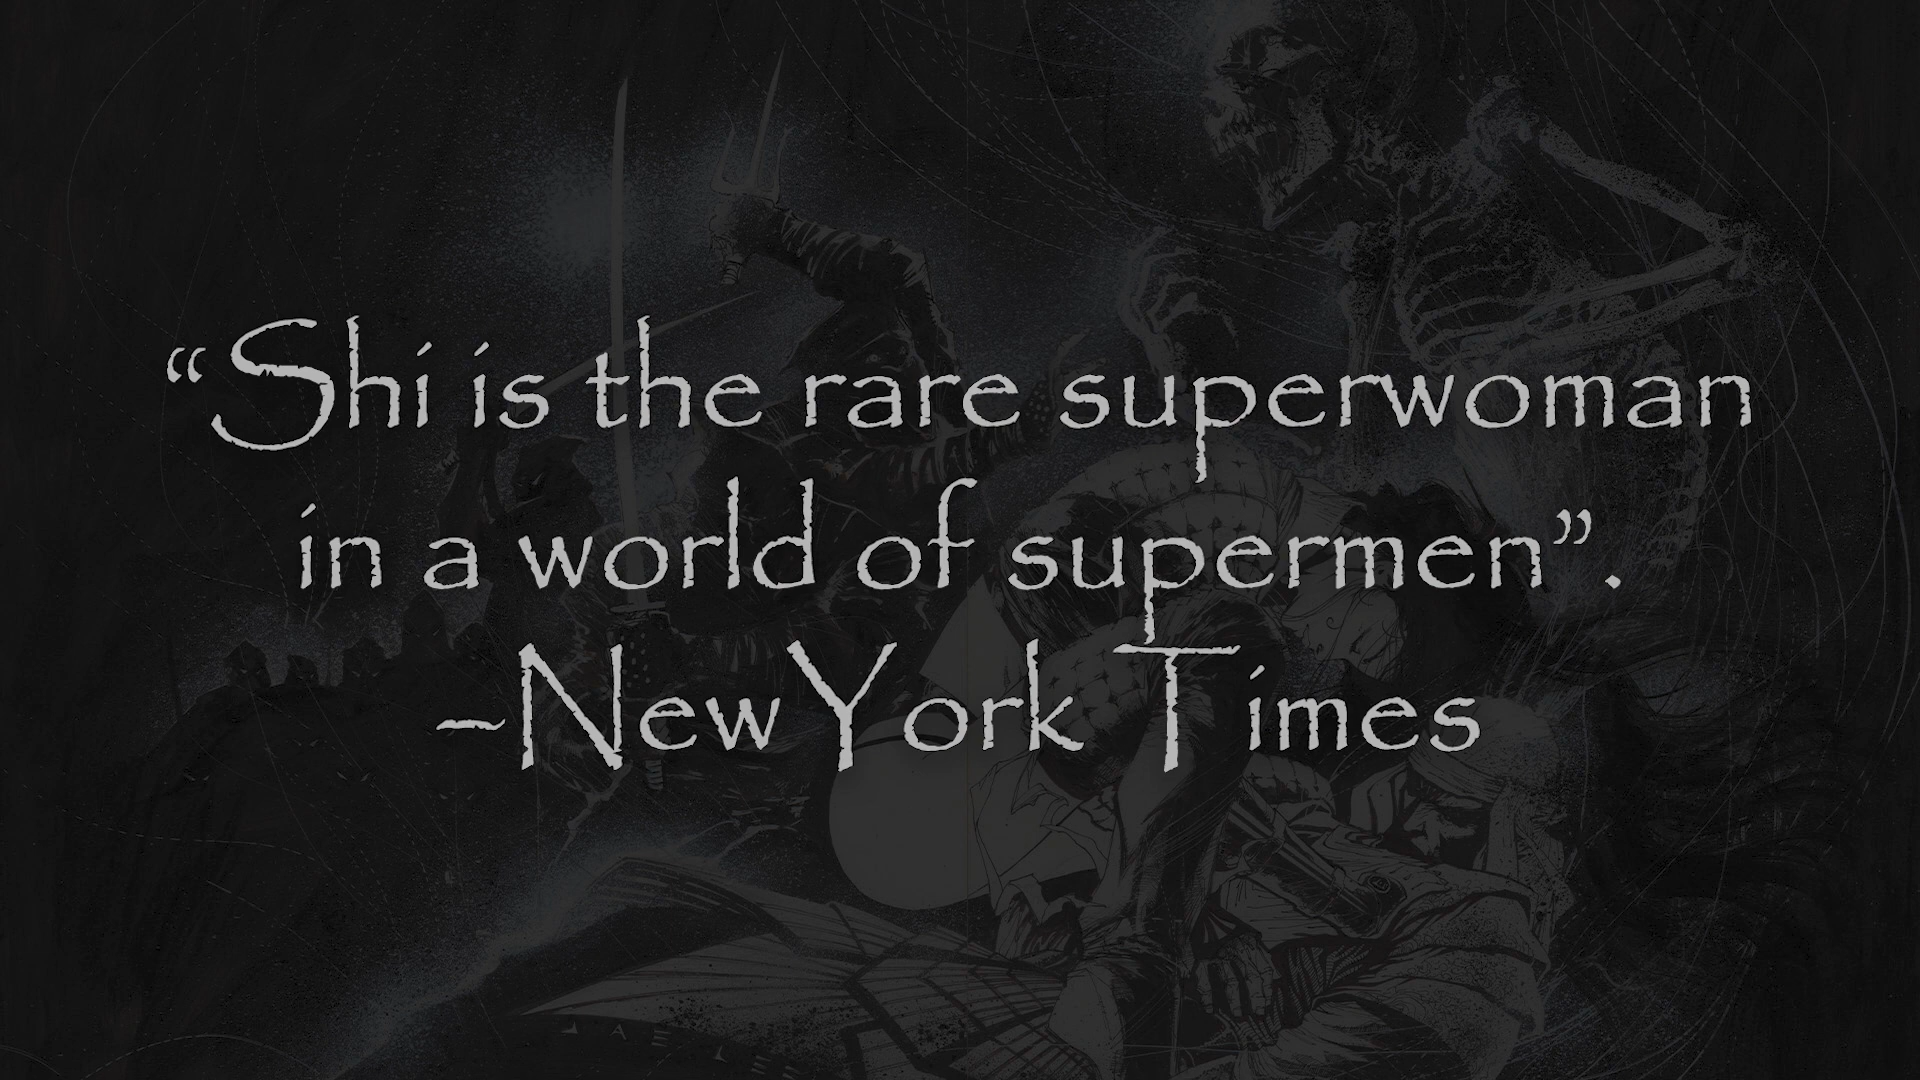 “Shi is the rare superwoman
in a world of supermen”.
–New York Times